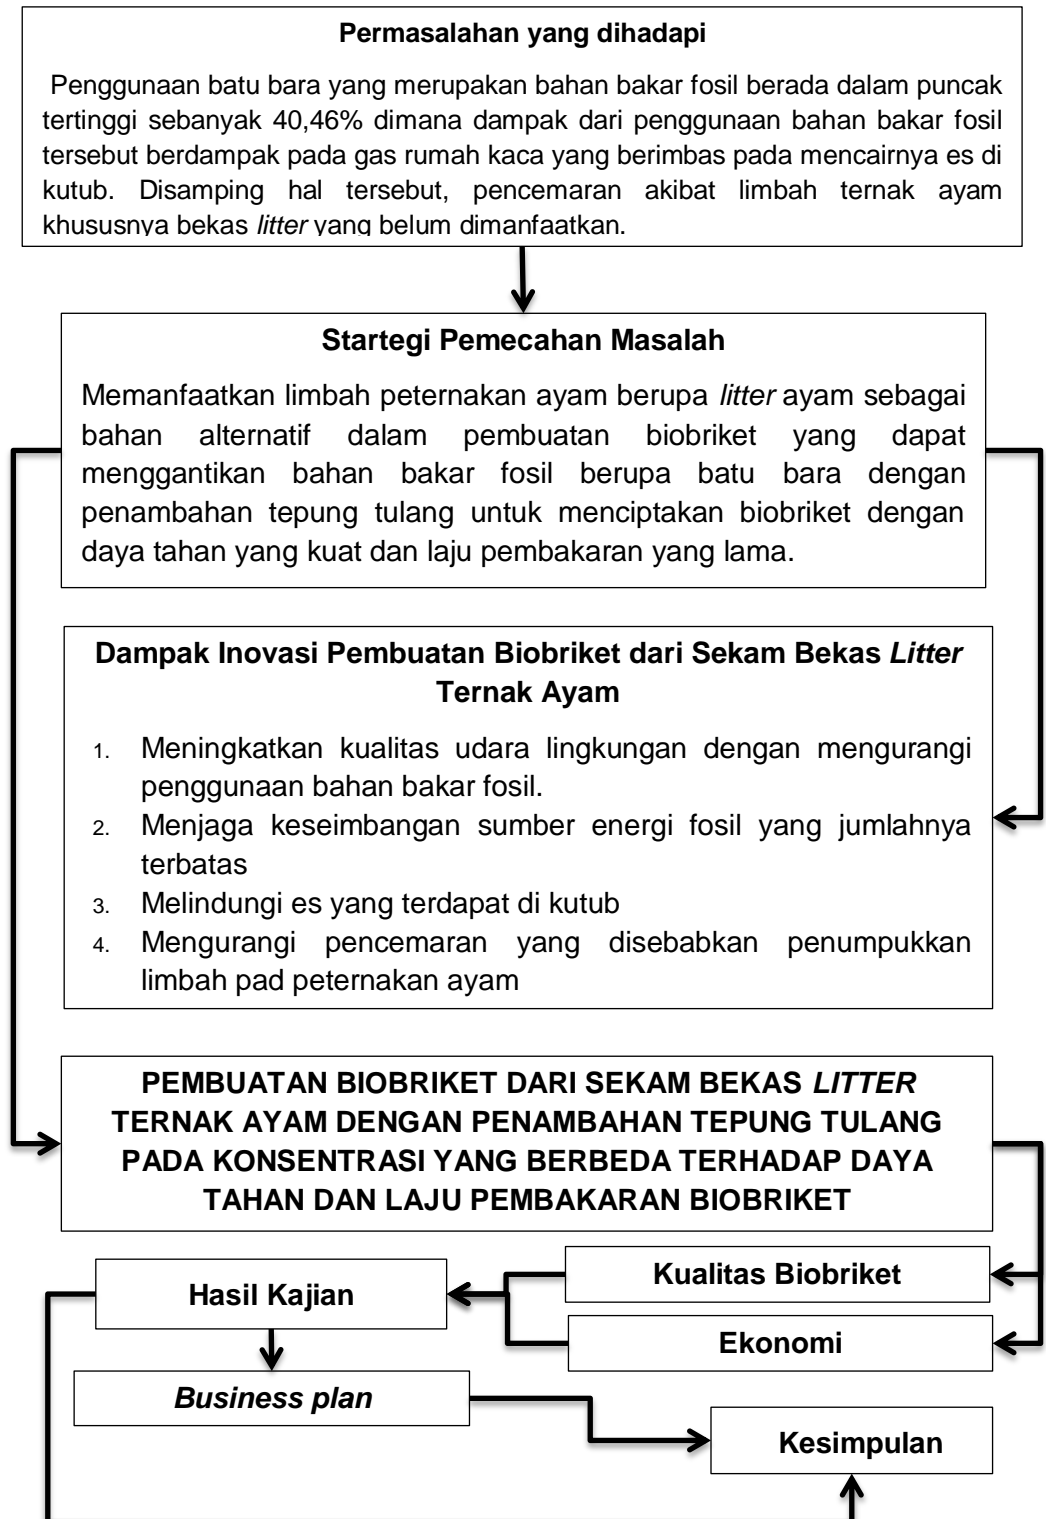 Permasalahan yang dihadapi
Penggunaan batu bara yang merupakan bahan bakar fosil berada dalam puncak
tertinggi sebanyak 40,46% dimana dampak dari penggunaan bahan bakar fosil
tersebut berdampak pada gas rumah kaca yang berimbas pada mencairnya es di
kutub. Disamping hal tersebut, pencemaran akibat limbah ternak ayam
khususnya bekas litter yang belum dimanfaatkan.
Startegi Pemecahan Masalah
Memanfaatkan limbah peternakan ayam berupa litter ayam sebagai
bahan alternatif dalam pembuatan biobriket yang dapat
menggantikan bahan bakar fosil berupa batu bara dengan
penambahan tepung tulang untuk menciptakan biobriket dengan
daya tahan yang kuat dan laju pembakaran yang lama.
Dampak Inovasi Pembuatan Biobriket dari Sekam Bekas Litter
Ternak Ayam
1. Meningkatkan kualitas udara lingkungan dengan mengurangi
penggunaan bahan bakar fosil.
2. Menjaga keseimbangan sumber energi fosil yang jumlahnya
terbatas
3. Melindungi es yang terdapat di kutub
4. Mengurangi pencemaran yang disebabkan penumpukkan
limbah pad peternakan ayam
PEMBUATAN BIOBRIKET DARI SEKAM BEKAS LITTER
TERNAK AYAM DENGAN PENAMBAHAN TEPUNG TULANG
PADA KONSENTRASI YANG BERBEDA TERHADAP DAYA
TAHAN DAN LAJU PEMBAKARAN BIOBRIKET
Kualitas Biobriket
Hasil Kajian
Ekonomi
Business plan
Kesimpulan